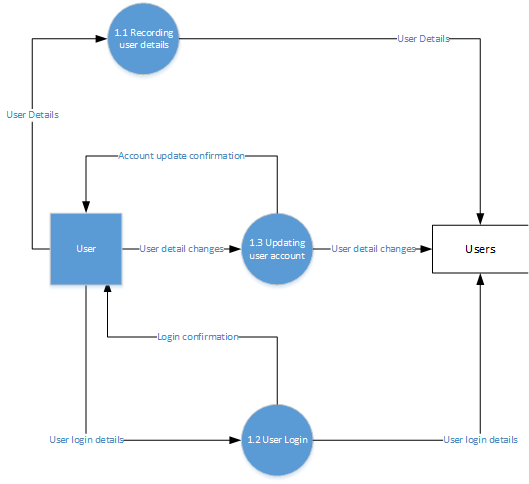 1.1 Recording
user details
User Details
User Details
Account update confirmation
User
User detail changes
1.3 Updating
user account
User detail changes
Users
Login confirmation
User login details
1.2 User Login
User login details